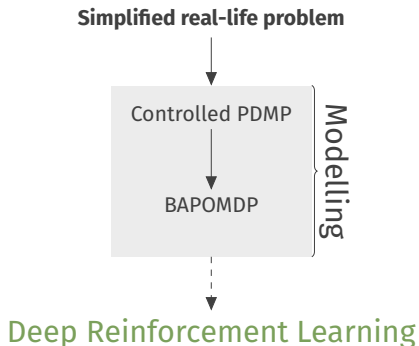 Simplified real-life problem
Controlled PDMP
Modelling
BAPOMDP
Deep Reinforcement Learning